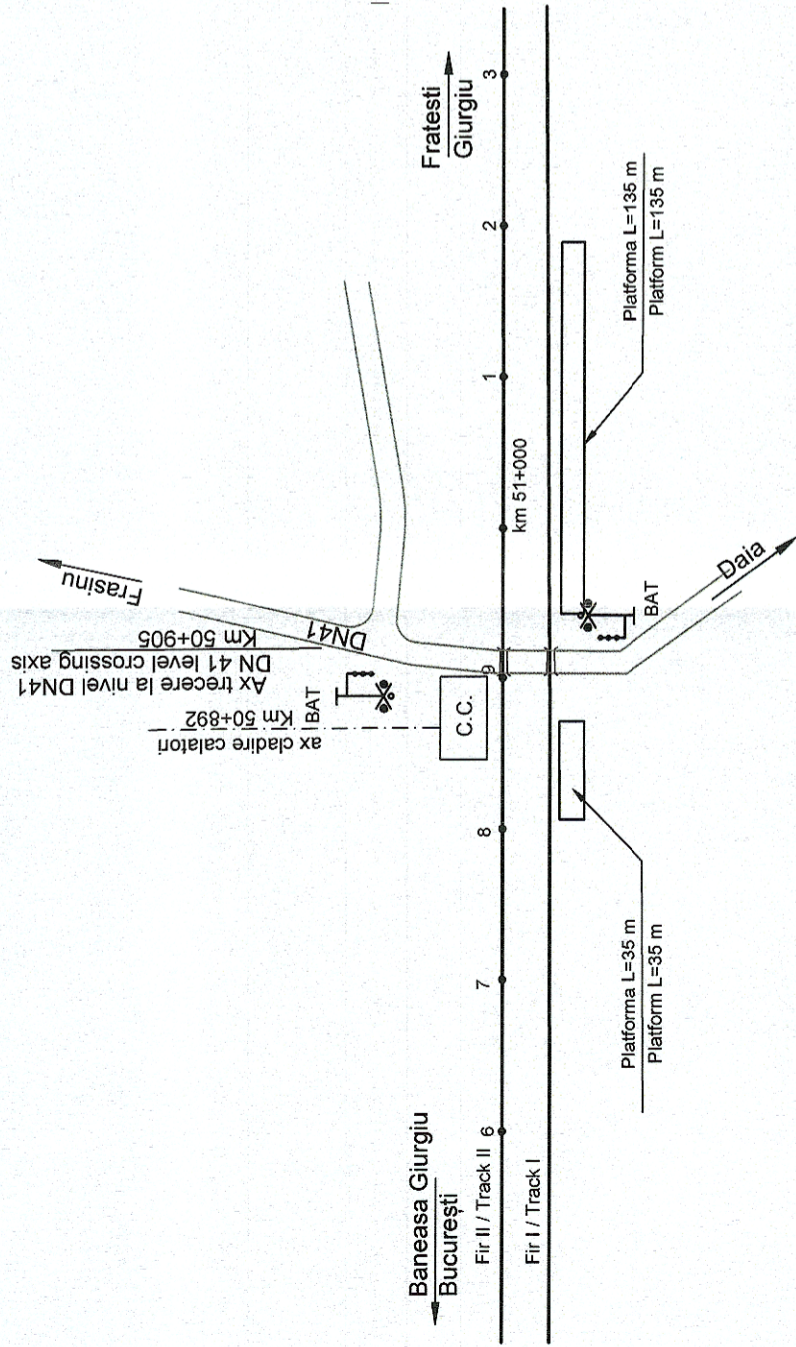 Frasinu
DN41
Ax trecere la nivel DN41
DN 41 level crossing axis
Km 50+905
ax cladire calatori
Km 50+892
BAT
C.C.
Baneasa Giurgiu
București
Fratesti
Giurgiu
Fir II / Track II
6
7
8
9
km 51+000
1
2
3
Fir I / Track I
BAT
Daia
Platforma L=35 m
Platform L=35 m
Platforma L=135 m
Platform L=135 m